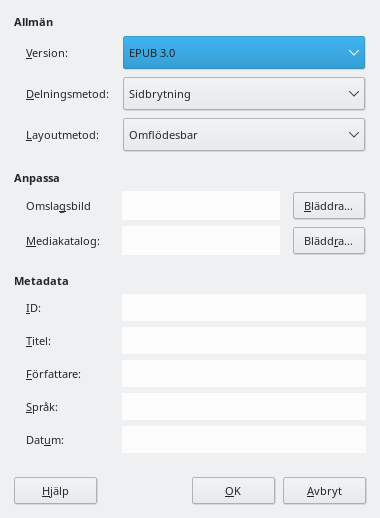 Allmän
Version: EPUB 3.0
Delningsmetod: Sidbrytning
Layoutmetod: Omflödesbar
Anpassa
Omslagsbild Bläddra...
Mediakatalog: Bläddra...
Metadata
ID:
Titel:
Författare:
Språk:
Datum:
Hjälp OK Avbryt